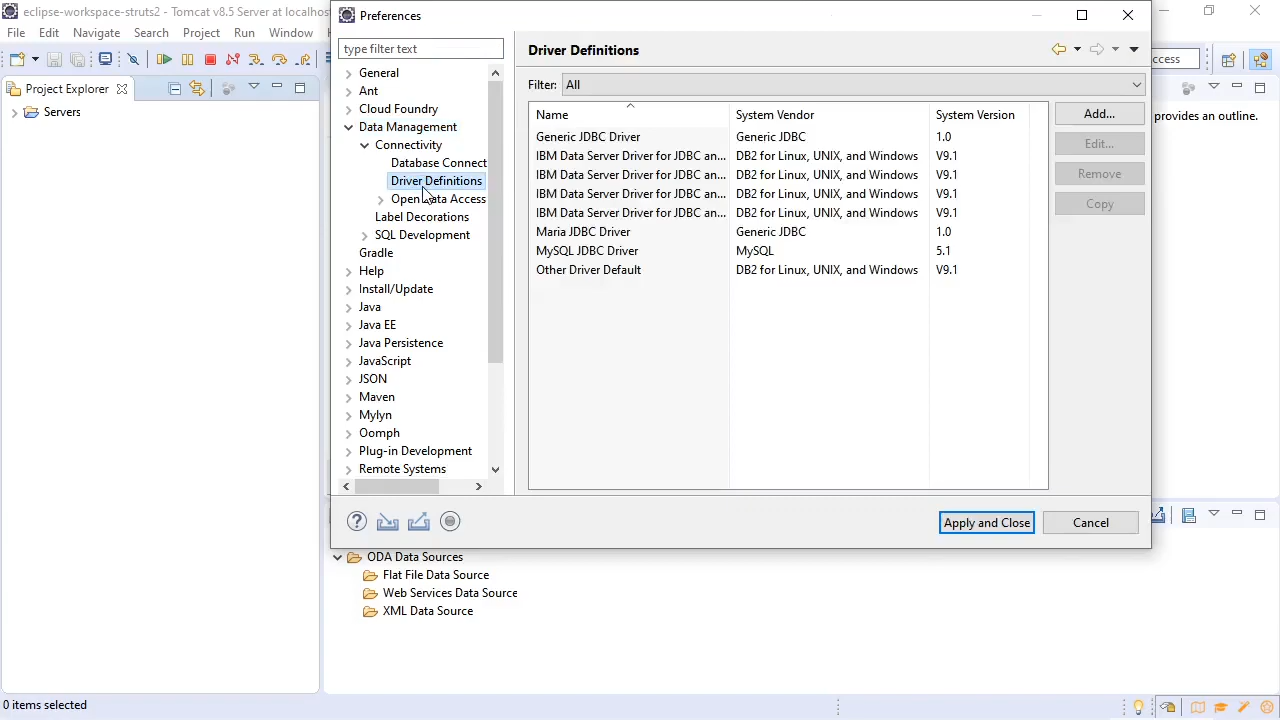 eclipse-workspace-struts2 - Tomcat v8.5 Server at localhos
Preferences
File Edit Navigate Search Project Run Window
type filter text
Driver Definitions
Project Explorer
General
Ant
Cloud Foundry
Data Management
Connectivity
Database Connect
Driver Definitions
Open Data Access
Label Decorations
SQL Development
Gradle
Help
Install/Update
Java
Java EE
Java Persistence
JavaScript
JSON
Maven
Mylyn
Oomph
Plug-in Development
Remote Systems
Servers
Filter: All
Name System Vendor System Version
Generic JDBC Driver Generic JDBC 1.0
IBM Data Server Driver for JDBC an... DB2 for Linux, UNIX, and Windows V9.1
IBM Data Server Driver for JDBC an... DB2 for Linux, UNIX, and Windows V9.1
IBM Data Server Driver for JDBC an... DB2 for Linux, UNIX, and Windows V9.1
IBM Data Server Driver for JDBC an... DB2 for Linux, UNIX, and Windows V9.1
Maria JDBC Driver Generic JDBC 1.0
MySQL JDBC Driver MySQL 5.1
Other Driver Default DB2 for Linux, UNIX, and Windows V9.1
Add...
Edit...
Remove
Copy
Apply and Close Cancel
provides an outline.
ODA Data Sources
Flat File Data Source
Web Services Data Source
XML Data Source
0 items selected